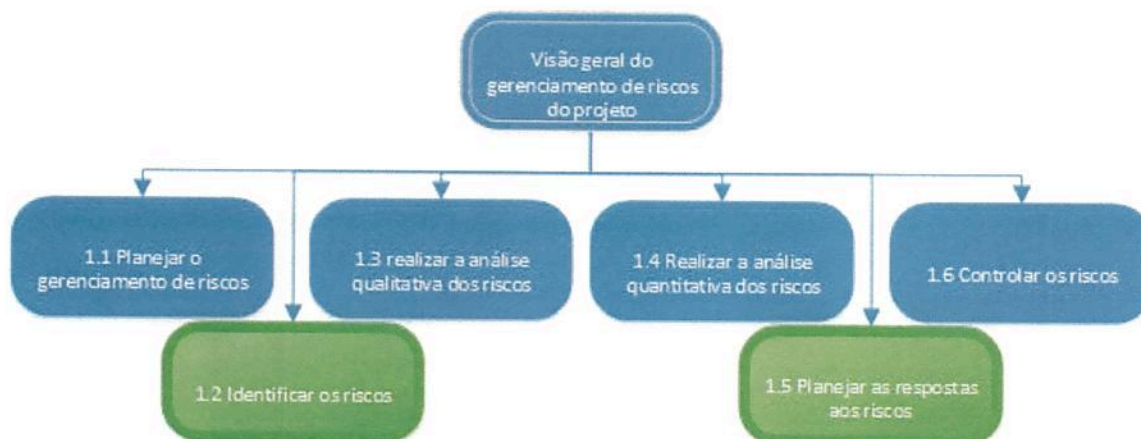 Visão geral do
gerenciamento de riscos
do projeto
1.1 Planejar o
gerenciamento de riscos
1.2 Identificar os riscos
1.3 realizar a análise
qualitativa dos riscos
1.4 Realizar a análise
quantitativa dos riscos
1.5 Planejar as respostas
aos riscos
1.6 Controlar os riscos